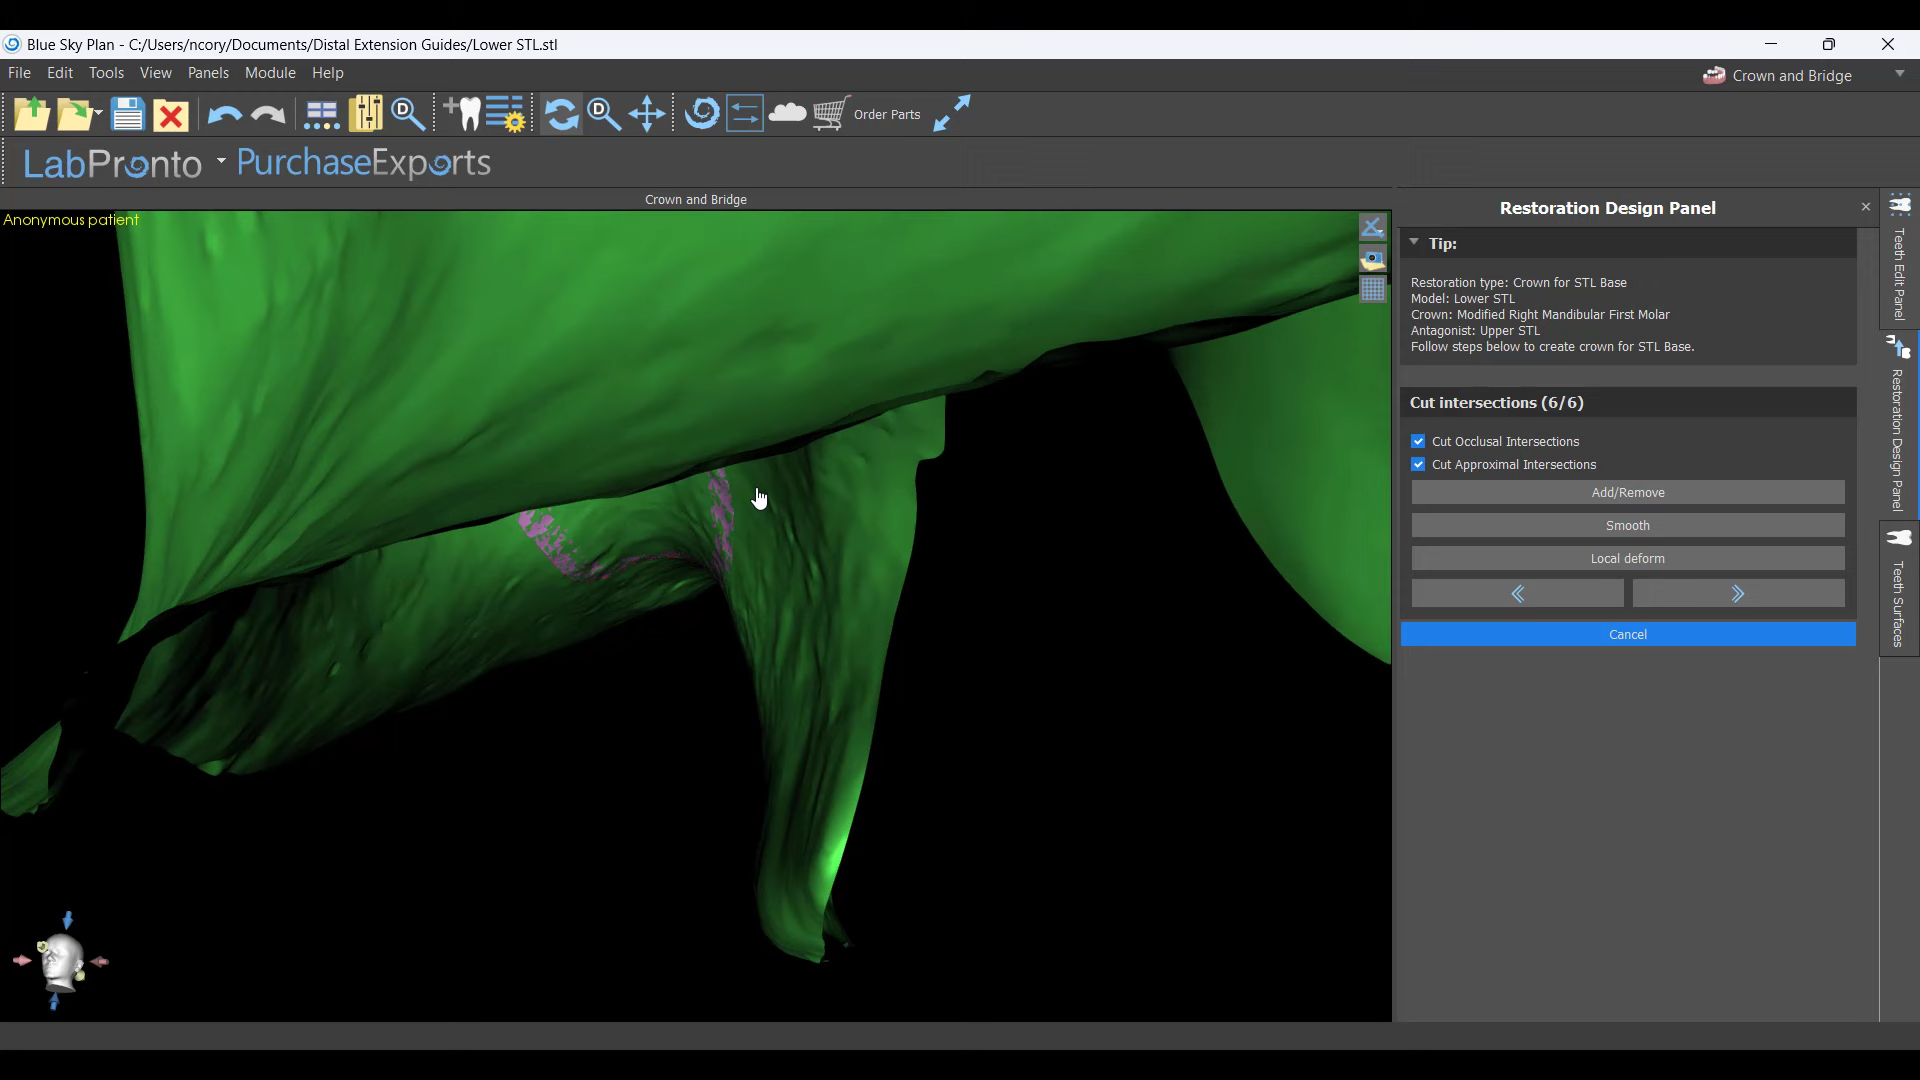 Blue Sky Plan - C:/Users/ncory/Documents/Distal Extension Guides/Lower STL.stl
File Edit Tools View Panels Module Help
Crown and Bridge
Order Parts
LabPronto PurchaseExports
Crown and Bridge
Anonymous patient
Restoration Design Panel
Tip:
Restoration type: Crown for STL Base
Model: Lower STL
Crown: Modified Right Mandibular First Molar
Antagonist: Upper STL
Follow steps below to create crown for STL Base.
Cut intersections (6/6)
Cut Occlusal Intersections
Cut Approximal Intersections
Add/Remove
Smooth
Local deform
Cancel
Teeth Edit Panel
Restoration Design Panel
Teeth Surfaces